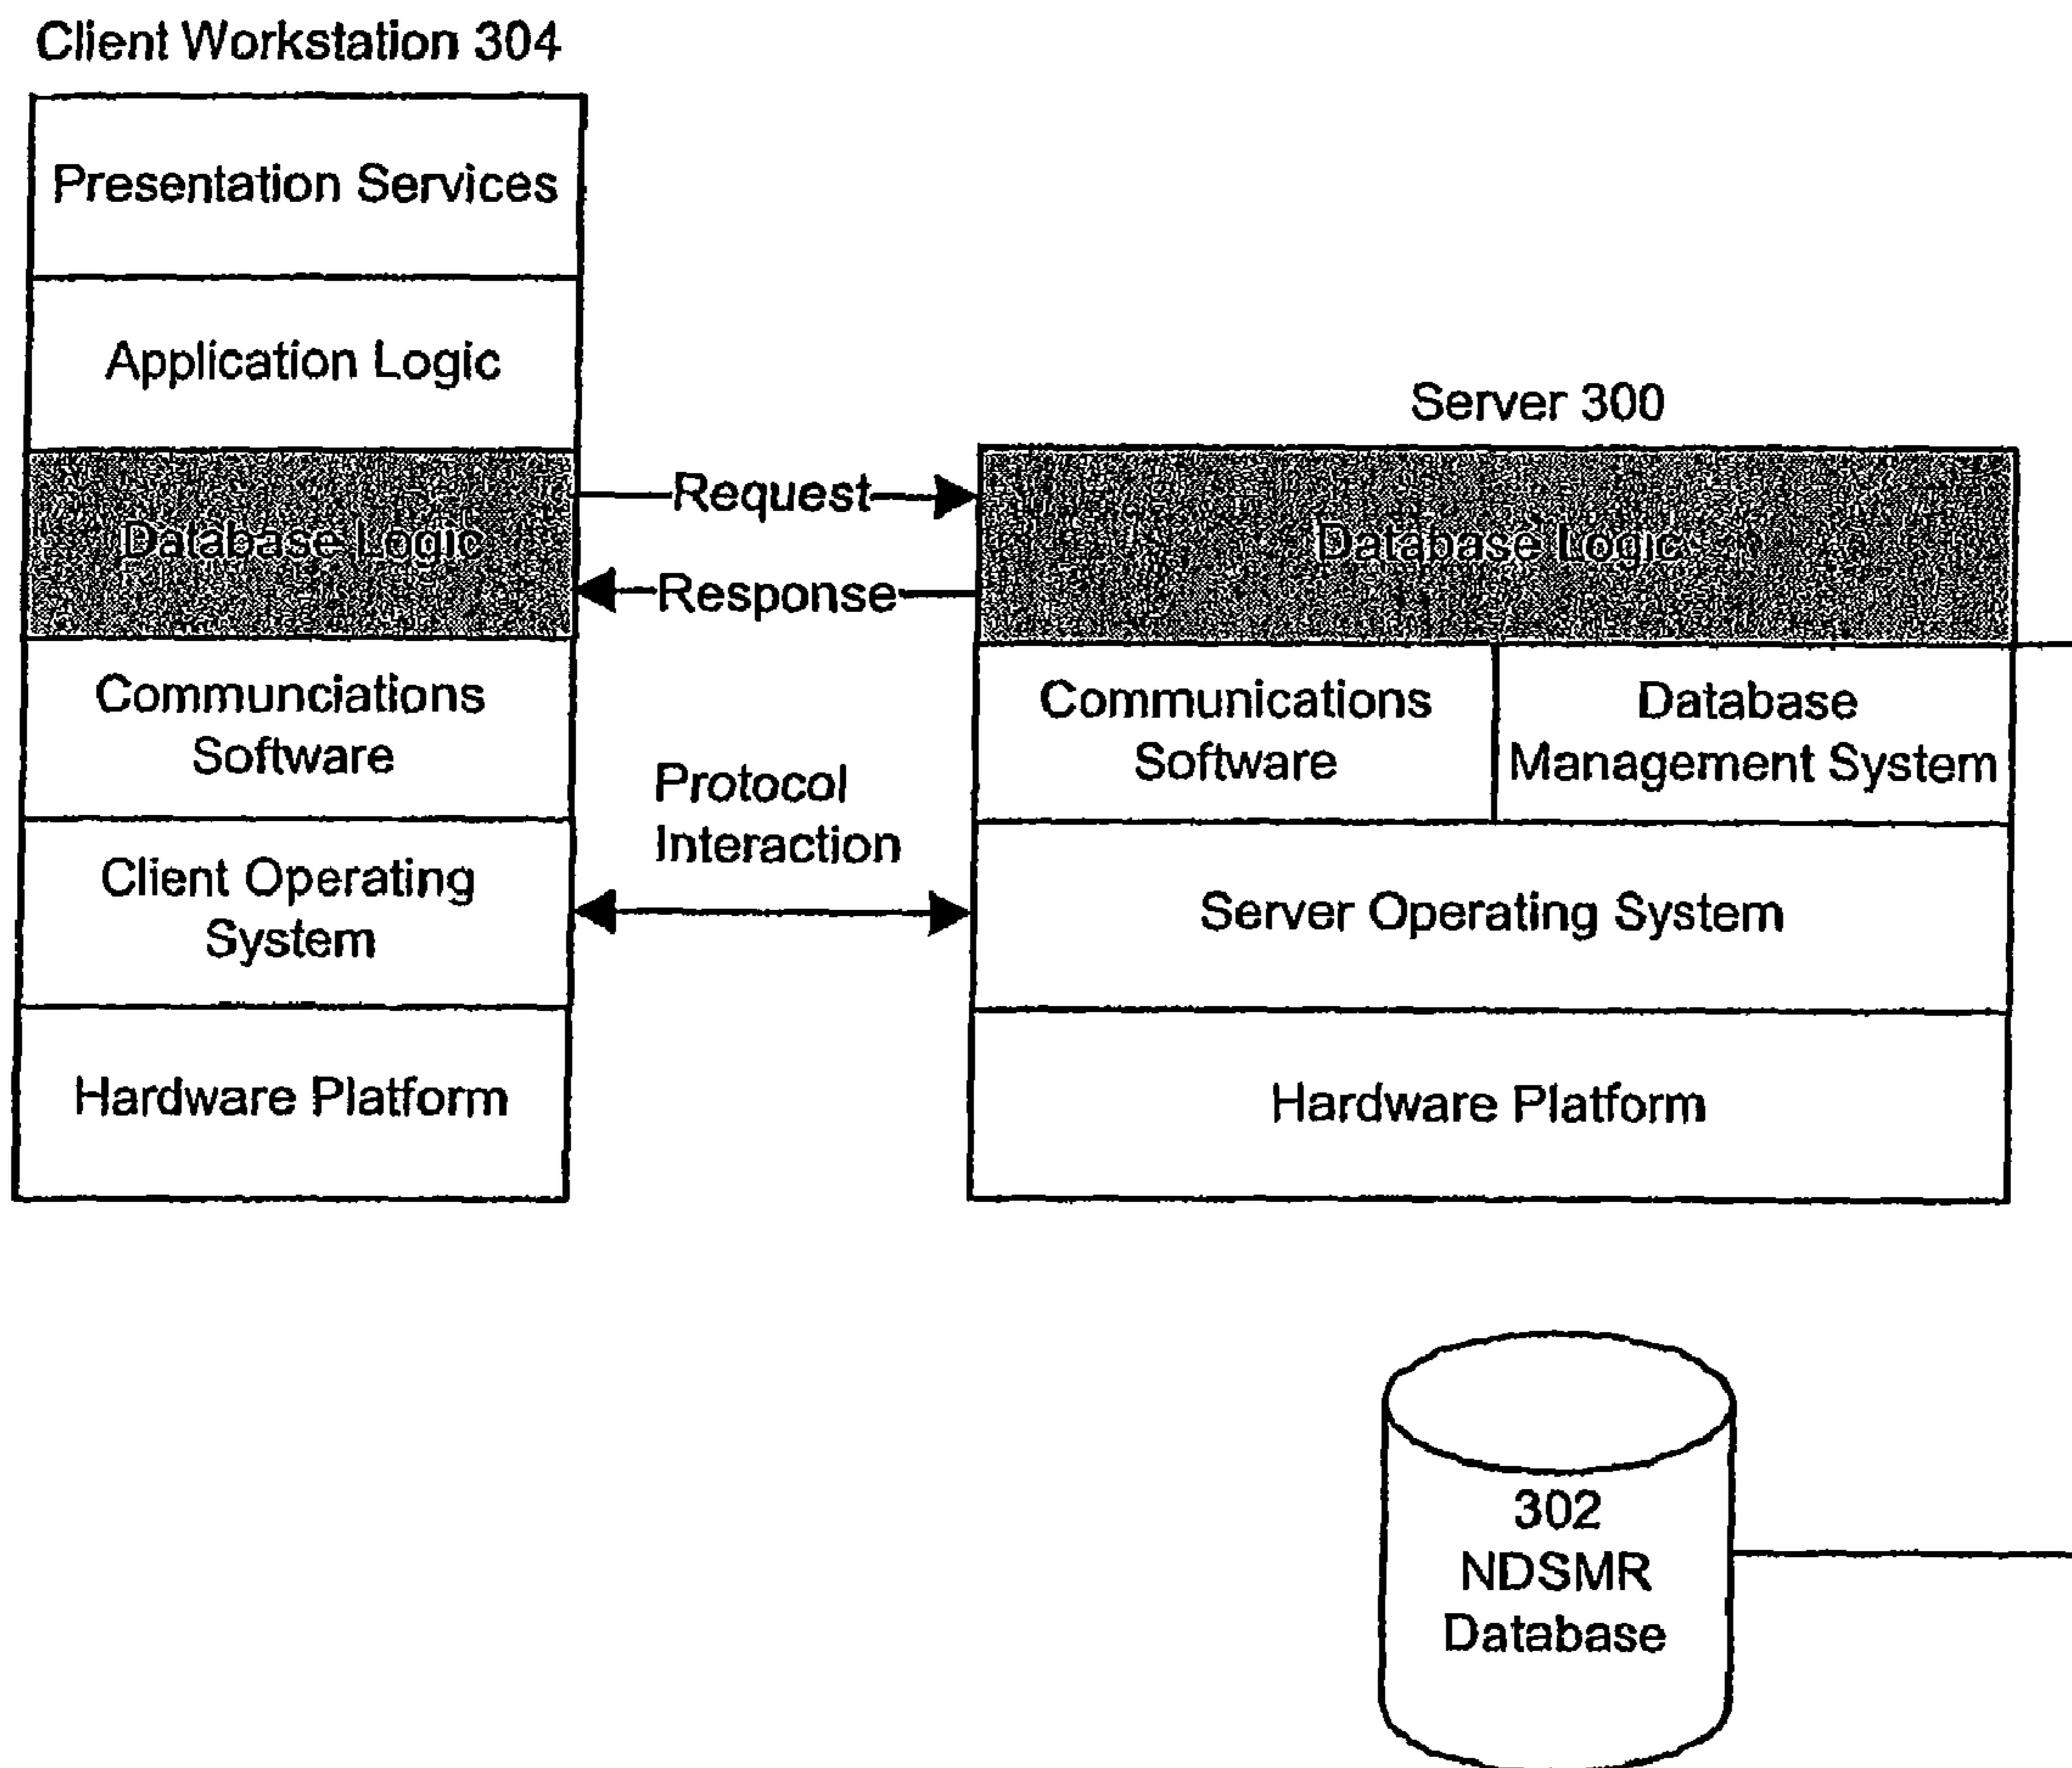 Client Workstation 304
Presentation Services
Application Logic
Database Logic
Communciations
Software
Client Operating
System
Hardware Platform
Request
Response
Protocol
Interaction
Server 300
Database Logic
Communications
Software
Database
Management System
Server Operating System
Hardware Platform
302
NDSMR
Database